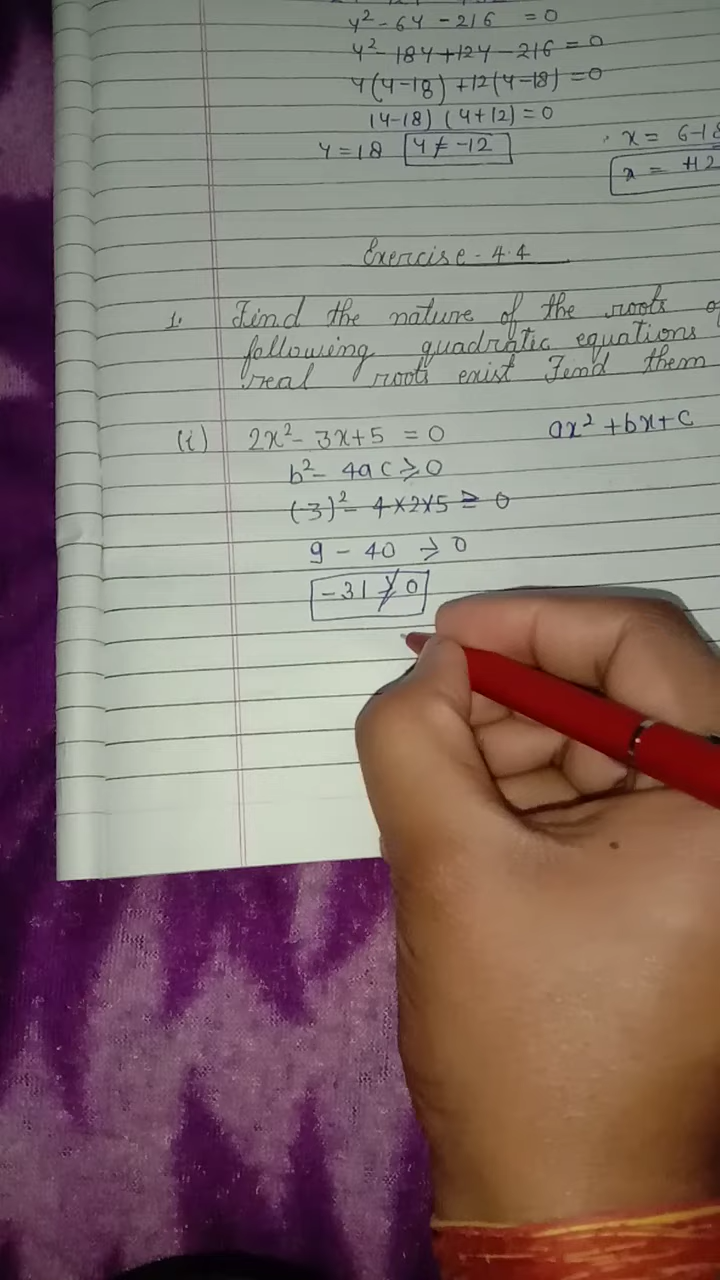 y² - 6y - 216 = 0
y² - 18y + 12y - 216 = 0
y(y-18) + 12(y-18) = 0
(y-18) (y+12) = 0
y = 18 y ≠ -12
x = 6-18
x = +12
Exercise - 4.4
1. Find the nature of the roots of
following quadratic equations
real roots exist Find them
(i) 2x² - 3x + 5 = 0 ax² + bx + c
b² - 4ac ≥ 0
(-3)² - 4×2×5 ≥ 0
9 - 40 ≥ 0
-31 ≱ 0